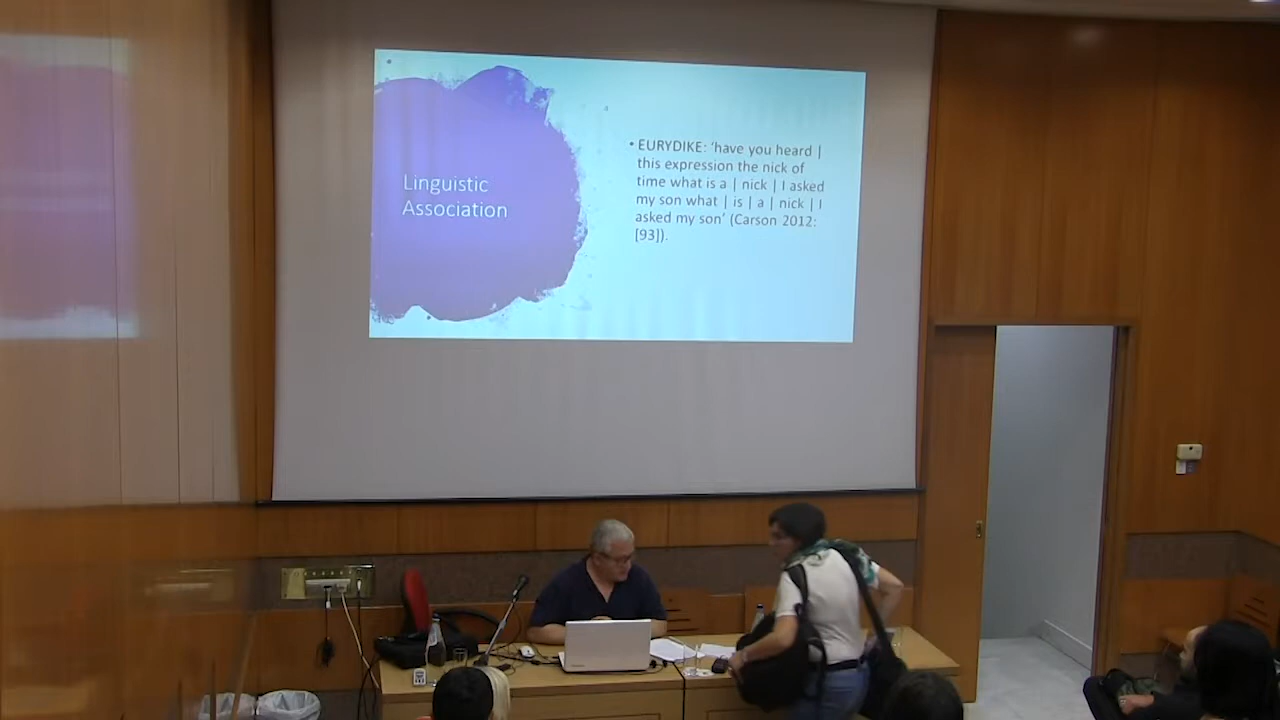 Linguistic
Association
• EURYDIKE: ‘have you heard |
this expression the nick of
time what is a | nick | I asked
my son what | is | a | nick | I
asked my son’ (Carson 2012:
[93]).